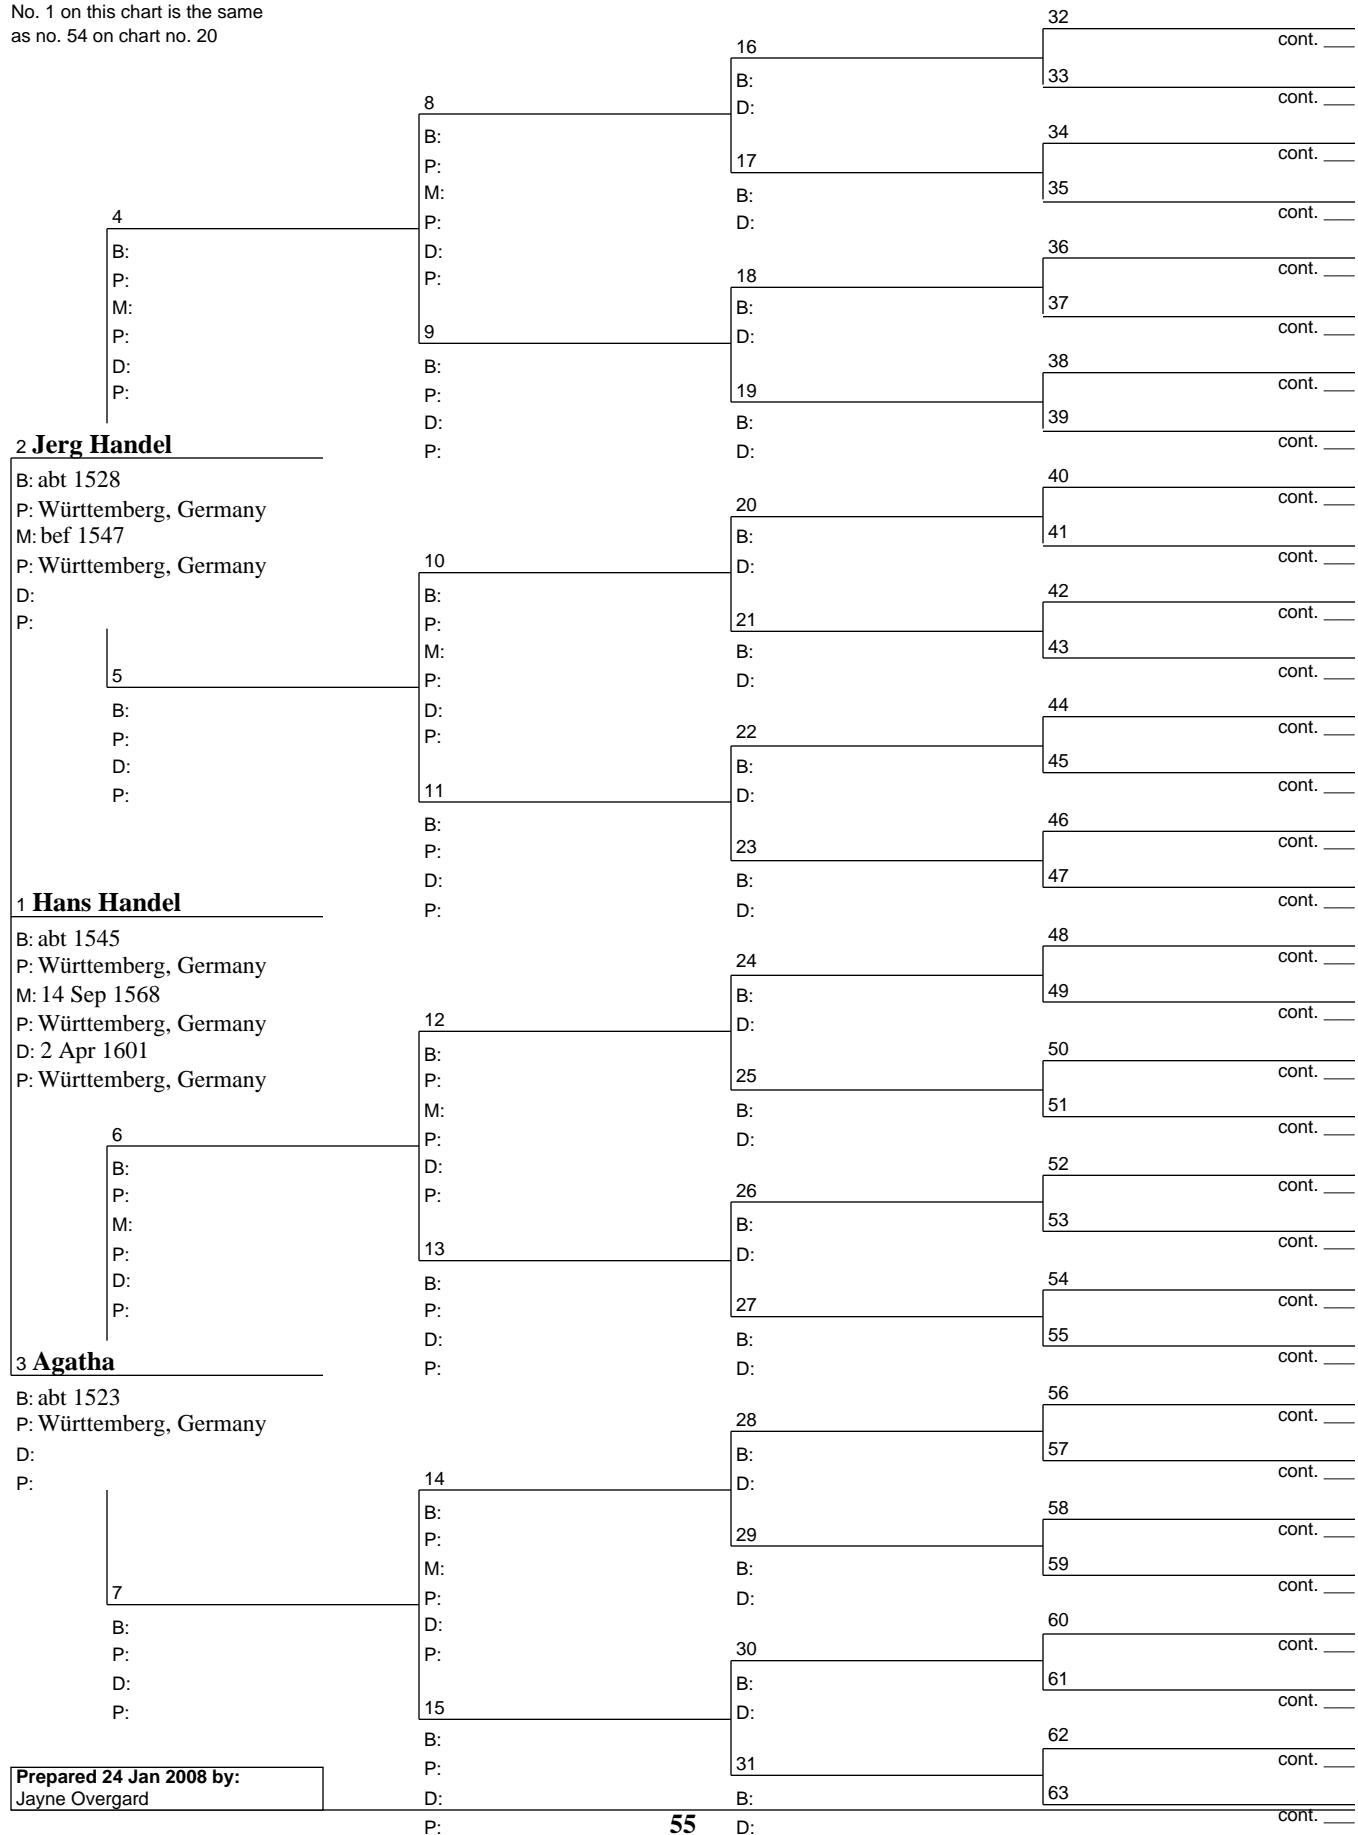 No. 1 on this chart is the same
as no. 54 on chart no. 20
4
B:
P:
M:
P:
D:
P:
2 Jerg Handel
B: abt 1528
P: Württemberg, Germany
M: bef 1547
P: Württemberg, Germany
D:
P:
5
B:
P:
D:
P:
1 Hans Handel
B: abt 1545
P: Württemberg, Germany
M: 14 Sep 1568
P: Württemberg, Germany
D: 2 Apr 1601
P: Württemberg, Germany
6
B:
P:
M:
P:
D:
P:
3 Agatha
B: abt 1523
P: Württemberg, Germany
D:
P:
7
B:
P:
D:
P:
8
B:
P:
M:
P:
D:
P:
9
B:
P:
D:
P:
10
B:
P:
M:
P:
D:
P:
11
B:
P:
D:
P:
12
B:
P:
M:
P:
D:
P:
13
B:
P:
D:
P:
14
B:
P:
M:
P:
D:
P:
15
B:
P:
D:
P:
16
B:
D:
17
B:
D:
18
B:
D:
19
B:
D:
20
B:
D:
21
B:
D:
22
B:
D:
23
B:
D:
24
B:
D:
25
B:
D:
26
B:
D:
27
B:
D:
28
B:
D:
29
B:
D:
30
B:
D:
31
B:
D:
32
cont. ___
33
cont. ___
34
cont. ___
35
cont. ___
36
cont. ___
37
cont. ___
38
cont. ___
39
cont. ___
40
cont. ___
41
cont. ___
42
cont. ___
43
cont. ___
44
cont. ___
45
cont. ___
46
cont. ___
47
cont. ___
48
cont. ___
49
cont. ___
50
cont. ___
51
cont. ___
52
cont. ___
53
cont. ___
54
cont. ___
55
cont. ___
56
cont. ___
57
cont. ___
58
cont. ___
59
cont. ___
60
cont. ___
61
cont. ___
62
cont. ___
63
cont. ___
Prepared 24 Jan 2008 by:
Jayne Overgard
55